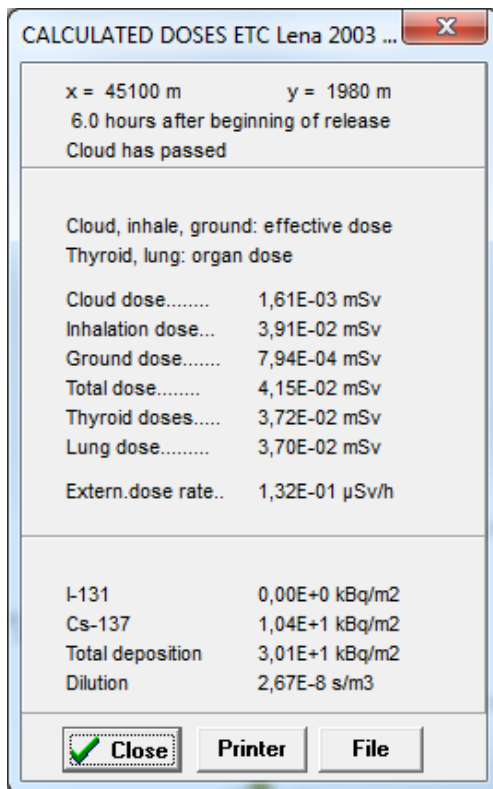 CALCULATED DOSES ETC Lena 2003 ...
x = 45100 m y = 1980 m
6.0 hours after beginning of release
Cloud has passed
Cloud, inhale, ground: effective dose
Thyroid, lung: organ dose
Cloud dose........ 1,61E-03 mSv
Inhalation dose... 3,91E-02 mSv
Ground dose....... 7,94E-04 mSv
Total dose........ 4,15E-02 mSv
Thyroid doses..... 3,72E-02 mSv
Lung dose......... 3,70E-02 mSv
Extern.dose rate.. 1,32E-01 µSv/h
I-131 0,00E+0 kBq/m2
Cs-137 1,04E+1 kBq/m2
Total deposition 3,01E+1 kBq/m2
Dilution 2,67E-8 s/m3
Close Printer File